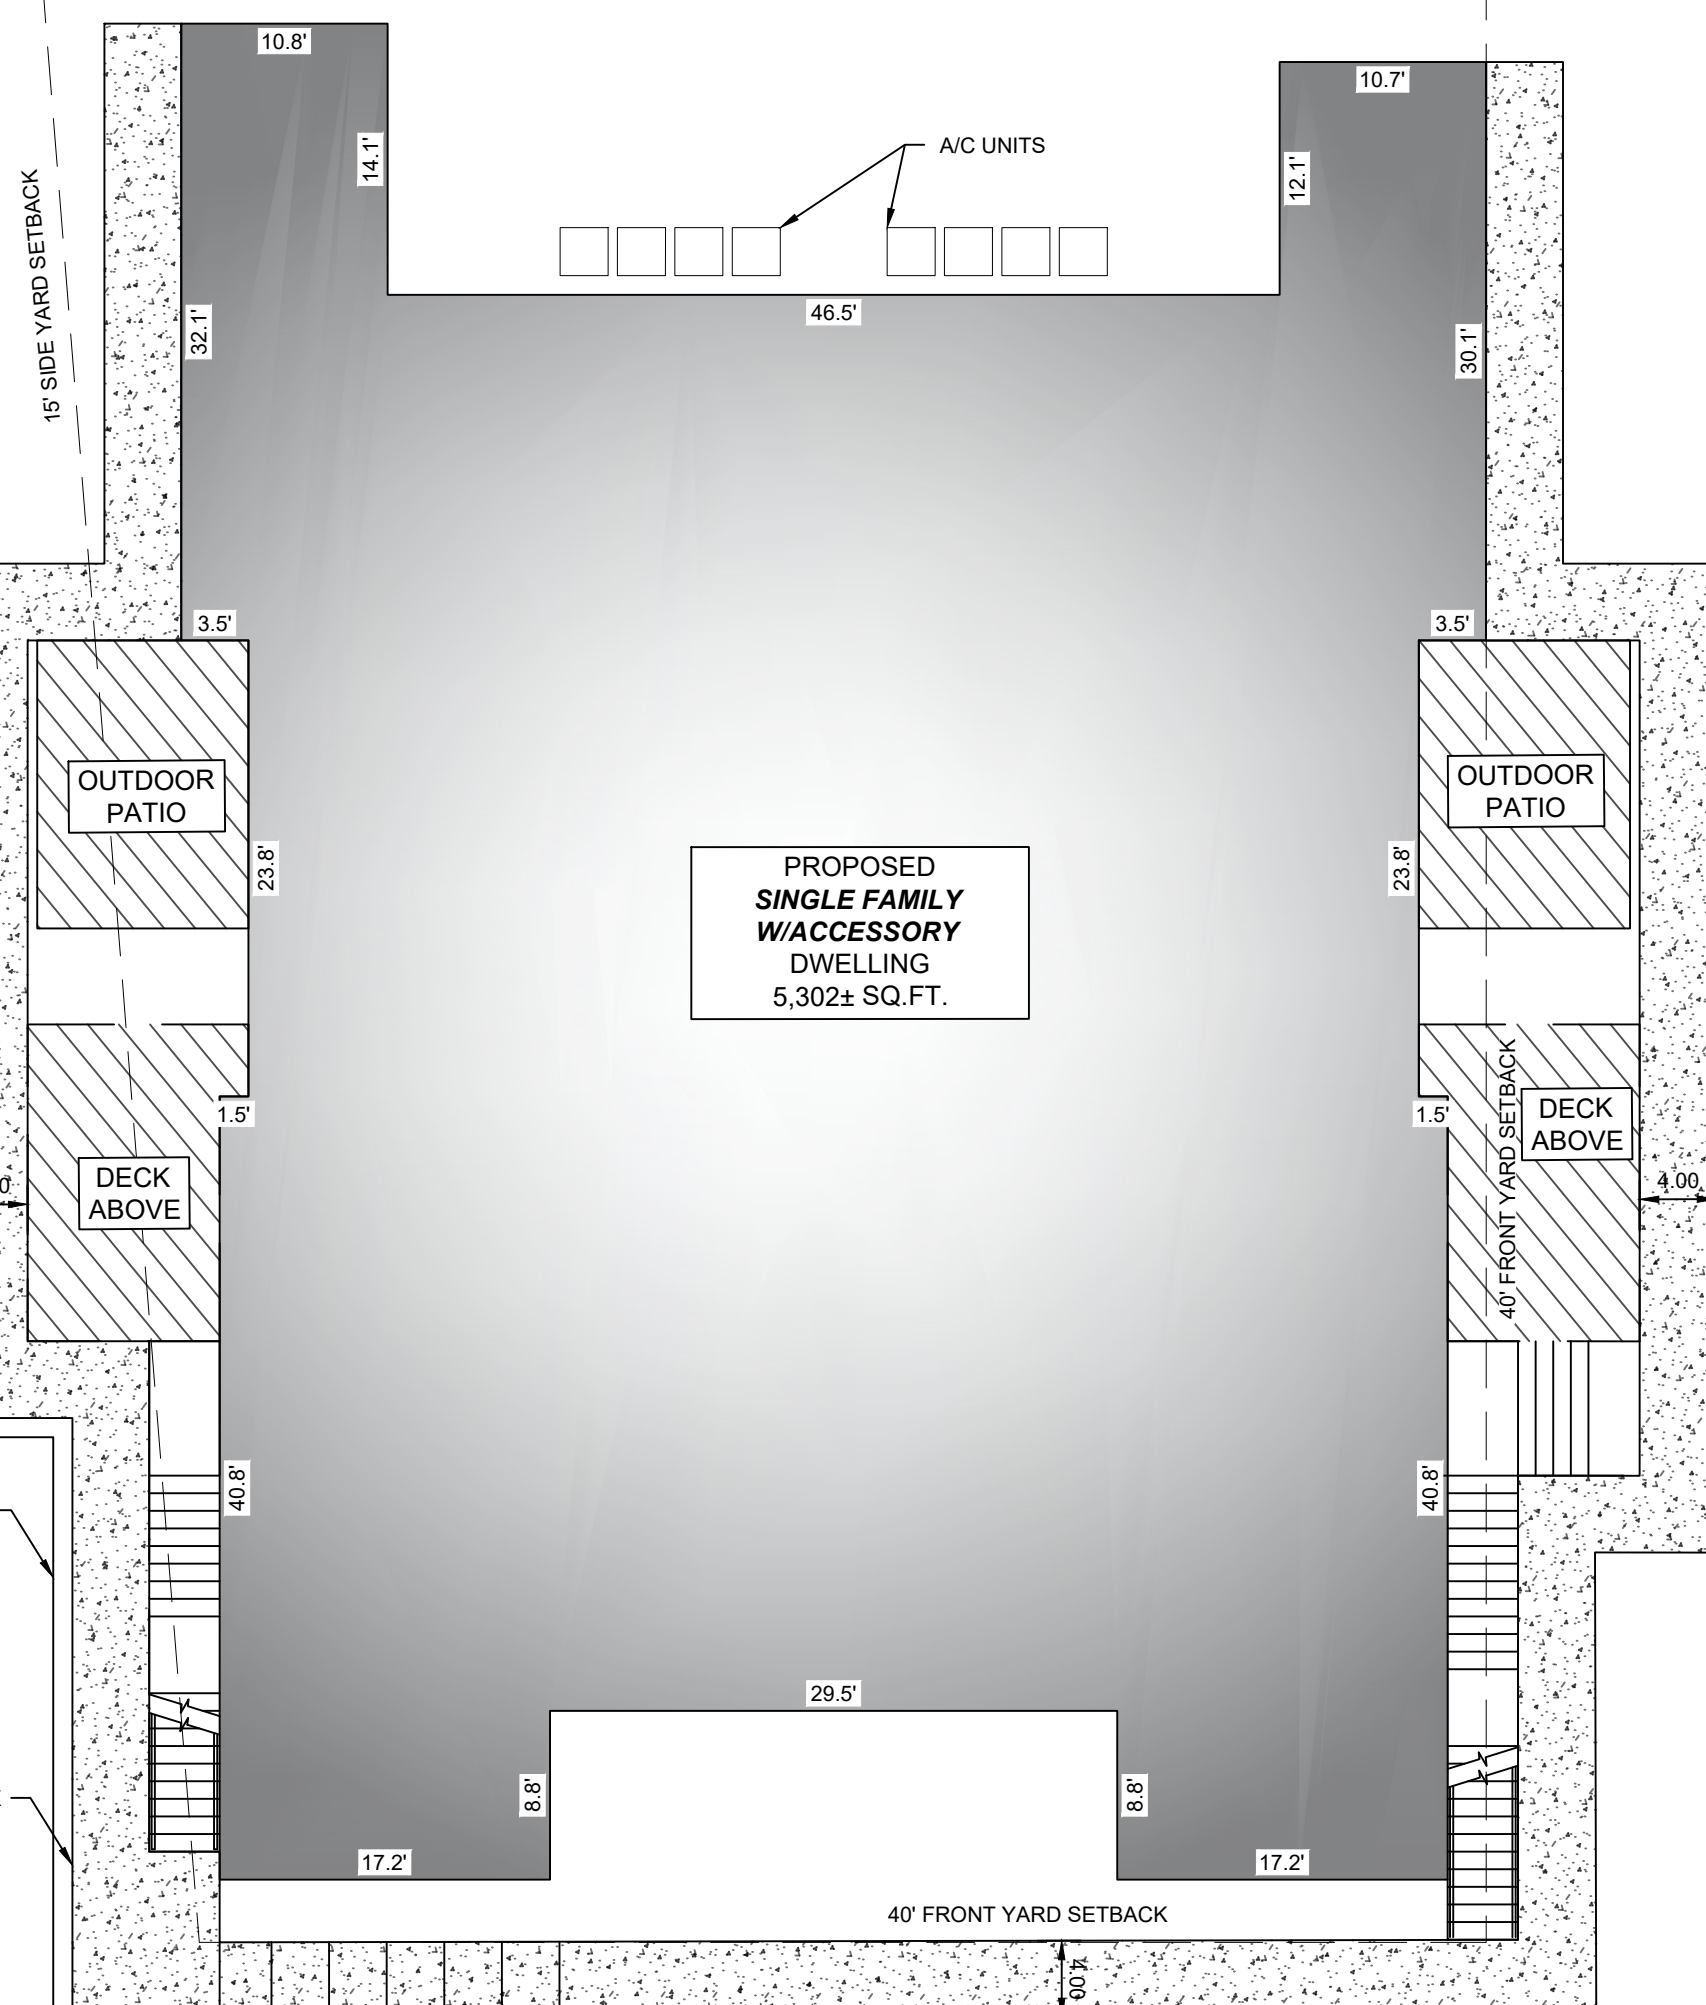 10.8'
10.7'
A/C UNITS
14.1'
12.1'
15' SIDE YARD SETBACK
46.5'
32.1'
30.1'
3.5'
3.5'
OUTDOOR
PATIO
OUTDOOR
PATIO
23.8'
23.8'
PROPOSED
SINGLE FAMILY
W/ACCESSORY
DWELLING
5,302± SQ.FT.
1.5'
1.5'
DECK
ABOVE
DECK
ABOVE
40' FRONT YARD SETBACK
0
4.00
40.8'
40.8'
29.5'
8.8'
8.8'
17.2'
17.2'
40' FRONT YARD SETBACK
4.00